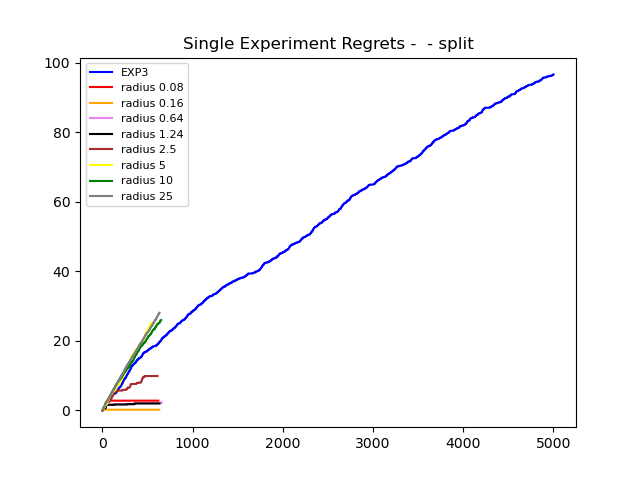 Single Experiment Regrets -  - split
100
80
60
40
20
0
EXP3
radius 0.08
radius 0.16
radius 0.64
radius 1.24
radius 2.5
radius 5
radius 10
radius 25
0 1000 2000 3000 4000 5000